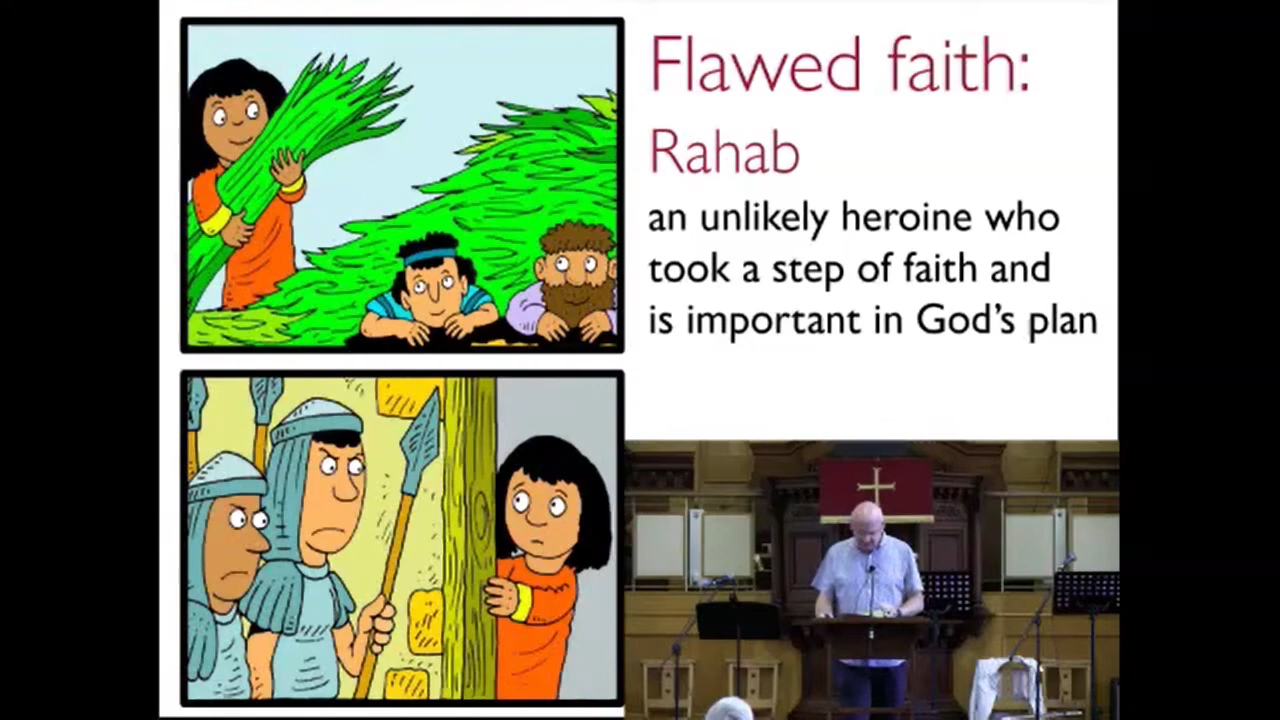 Flawed faith:
Rahab
an unlikely heroine who
took a step of faith and
is important in God’s plan